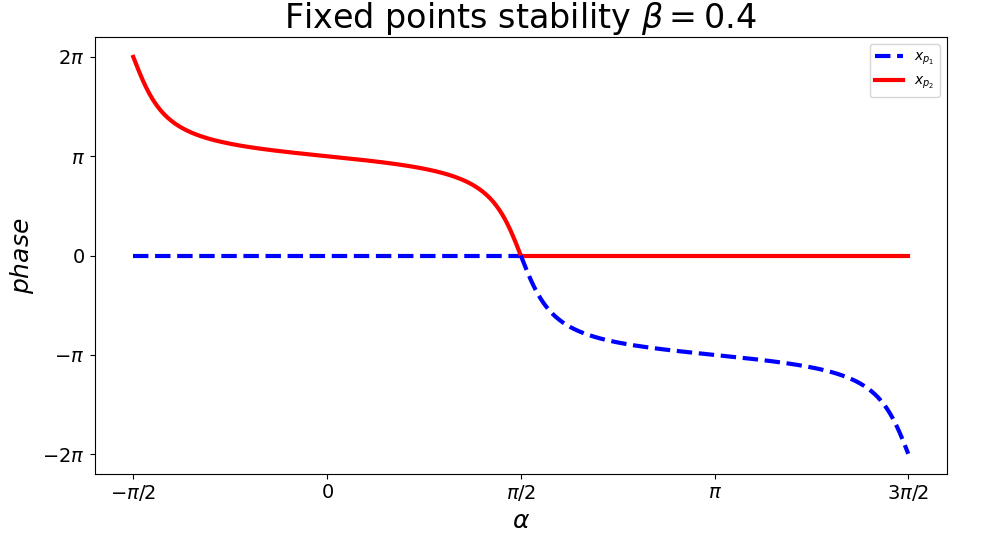 Fixed points stability β = 0.4
x_{p_1}
x_{p_2}
phase
2π
π
0
−π
−2π
−π/2
0
π/2
π
3π/2
α